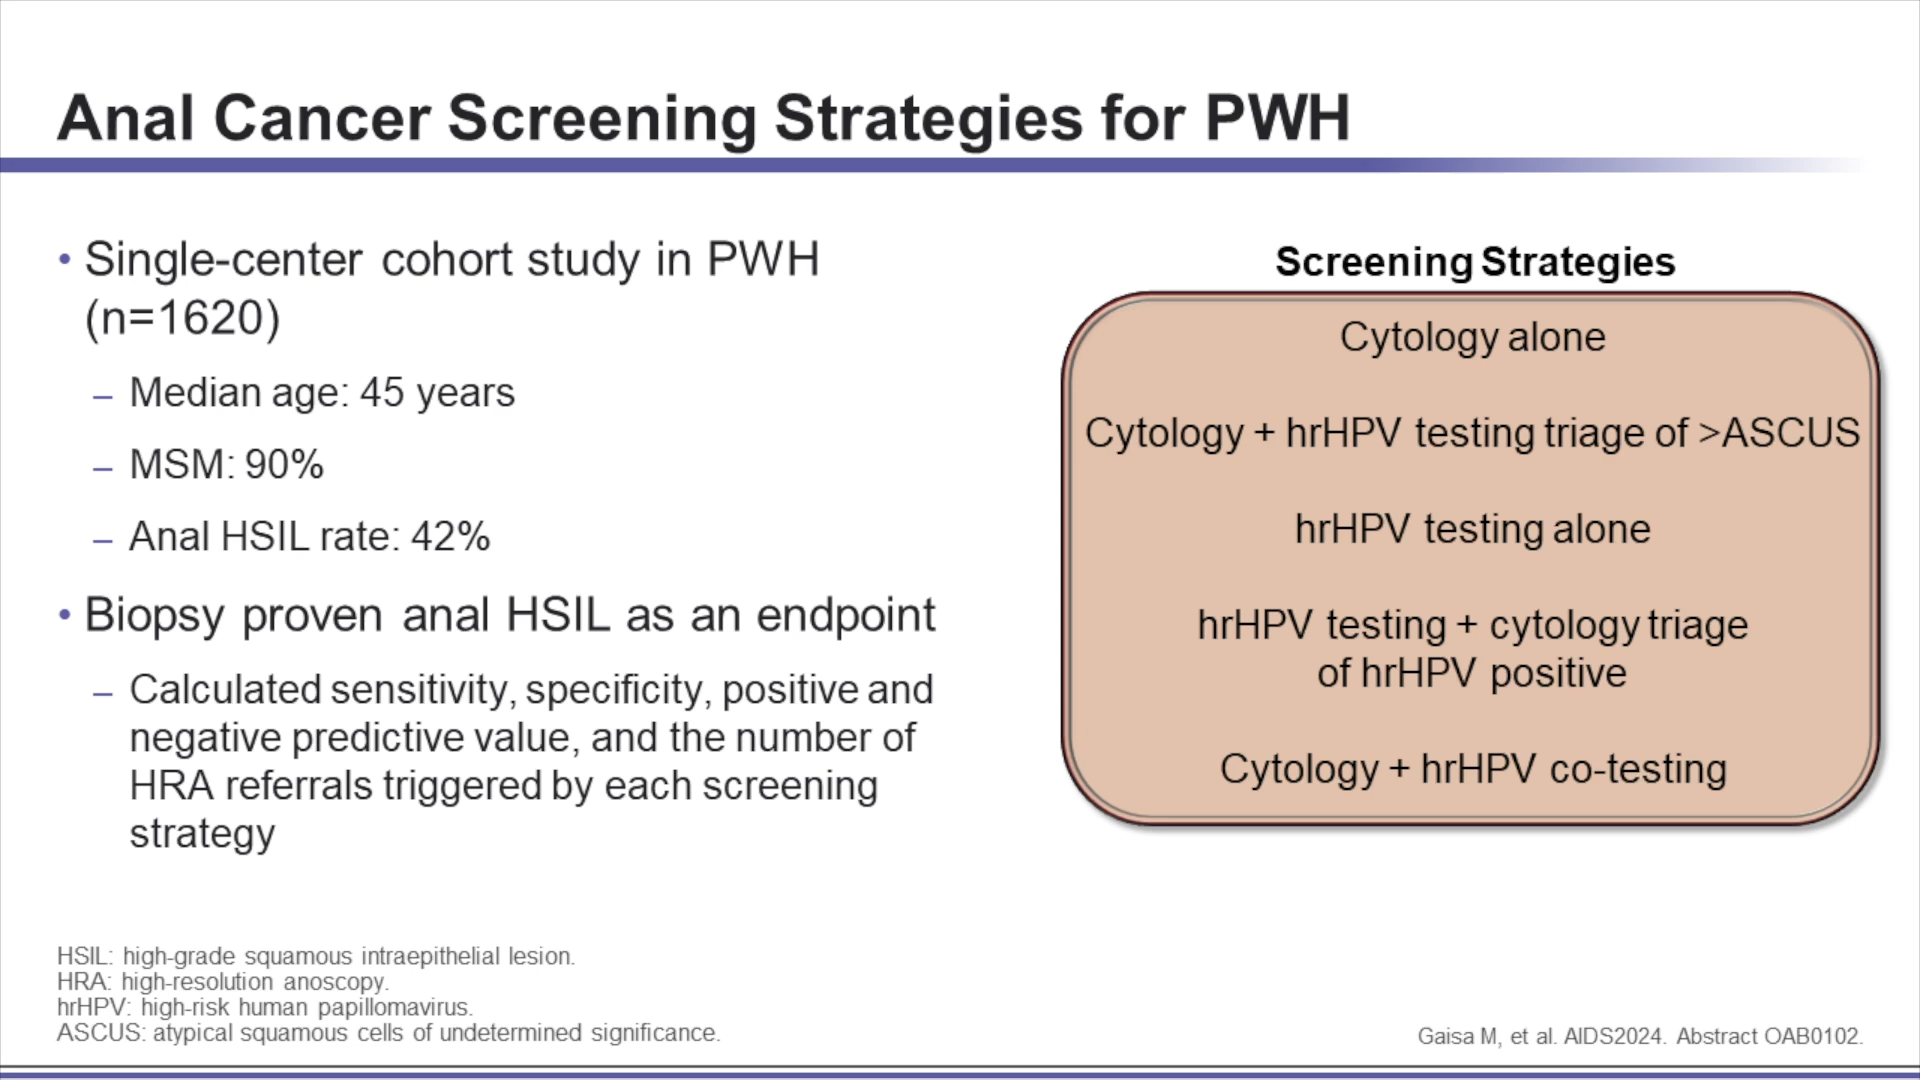 Anal Cancer Screening Strategies for PWH
• Single-center cohort study in PWH
(n=1620)
– Median age: 45 years
– MSM: 90%
– Anal HSIL rate: 42%
• Biopsy proven anal HSIL as an endpoint
– Calculated sensitivity, specificity, positive and
negative predictive value, and the number of
HRA referrals triggered by each screening
strategy
Screening Strategies
Cytology alone
Cytology + hrHPV testing triage of >ASCUS
hrHPV testing alone
hrHPV testing + cytology triage
of hrHPV positive
Cytology + hrHPV co-testing
HSIL: high-grade squamous intraepithelial lesion.
HRA: high-resolution anoscopy.
hrHPV: high-risk human papillomavirus.
ASCUS: atypical squamous cells of undetermined significance.
Gaisa M, et al. AIDS2024. Abstract OAB0102.